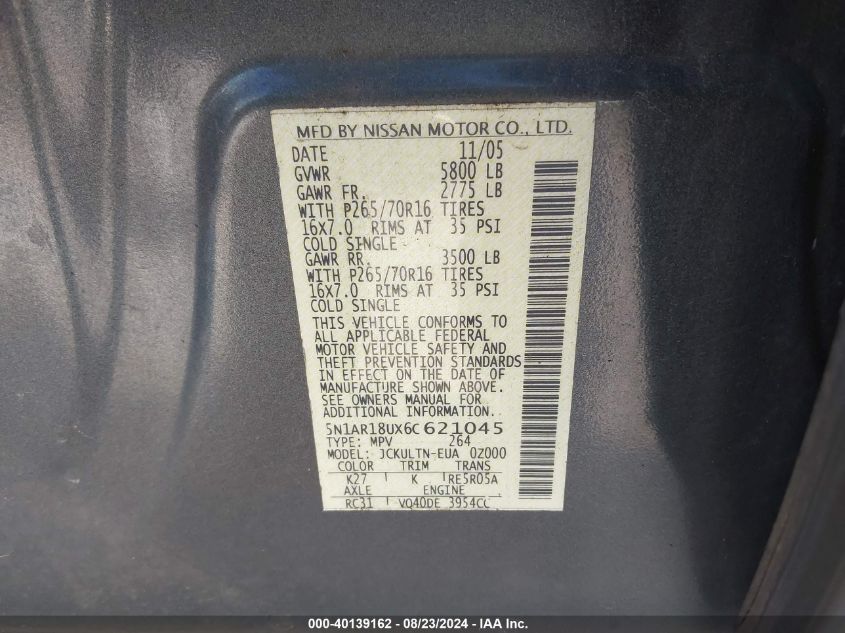 MFD BY NISSAN MOTOR CO., LTD.
DATE 11/05
GVWR 5800 LB
GAWR FR. 2775 LB
WITH P265/70R16 TIRES
16X7.0 RIMS AT 35 PSI
COLD SINGLE
GAWR RR. 3500 LB
WITH P265/70R16 TIRES
16X7.0 RIMS AT 35 PSI
COLD SINGLE
THIS VEHICLE CONFORMS TO
ALL APPLICABLE FEDERAL
MOTOR VEHICLE SAFETY AND
THEFT PREVENTION STANDARDS
IN EFFECT ON THE DATE OF
MANUFACTURE SHOWN ABOVE.
SEE OWNERS MANUAL FOR
ADDITIONAL INFORMATION.
5N1AR18UX6C621045
TYPE: MPV 264
MODEL: JCKULTN-EUA 0Z000
COLOR TRIM TRANS
K27 K RE5R05A
AXLE ENGINE
RC31 VQ40DE 3954CC
000-40139162 - 08/23/2024 - IAA Inc.